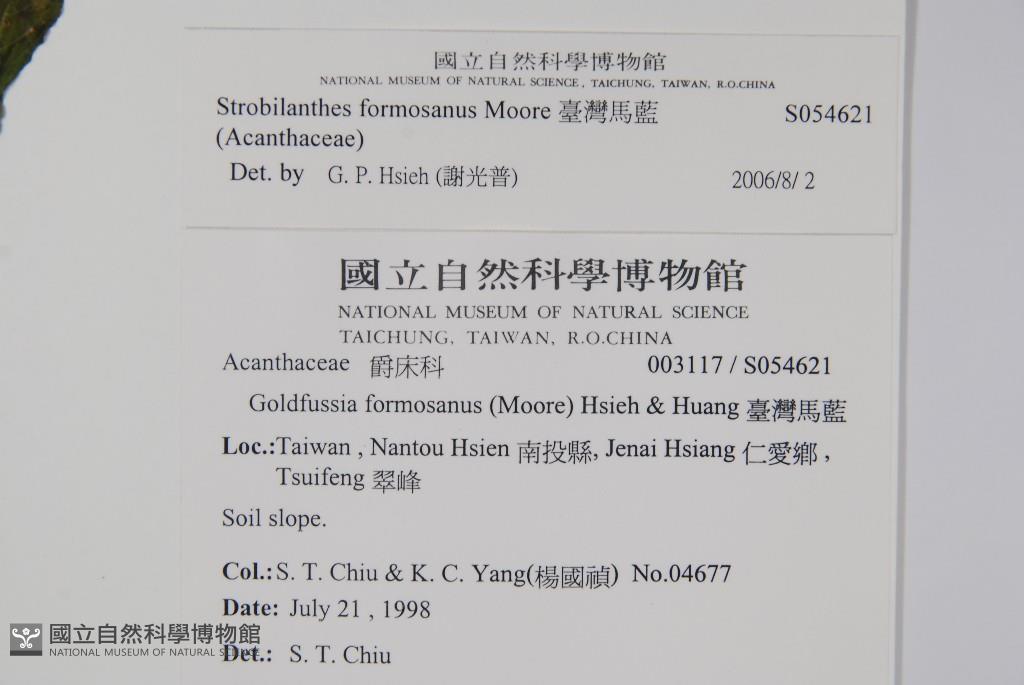 國立自然科學博物館
NATIONAL MUSEUM OF NATURAL SCIENCE, TAICHUNG, TAIWAN, R.O.CHINA
Strobilanthes formosanus Moore 臺灣馬藍 S054621
(Acanthaceae)
Det. by G. P. Hsieh (謝光普) 2006/8/ 2
國立自然科學博物館
NATIONAL MUSEUM OF NATURAL SCIENCE
TAICHUNG, TAIWAN, R.O.CHINA
Acanthaceae 爵床科 003117 / S054621
Goldfussia formosanus (Moore) Hsieh & Huang 臺灣馬藍
Loc.:Taiwan , Nantou Hsien 南投縣, Jenai Hsiang 仁愛鄉 ,
Tsuifeng 翠峰
Soil slope.
Col.: S. T. Chiu & K. C. Yang(楊國禎) No.04677
Date: July 21 , 1998
Det.: S. T. Chiu
國立自然科學博物館
NATIONAL MUSEUM OF NATURAL SCIENCE